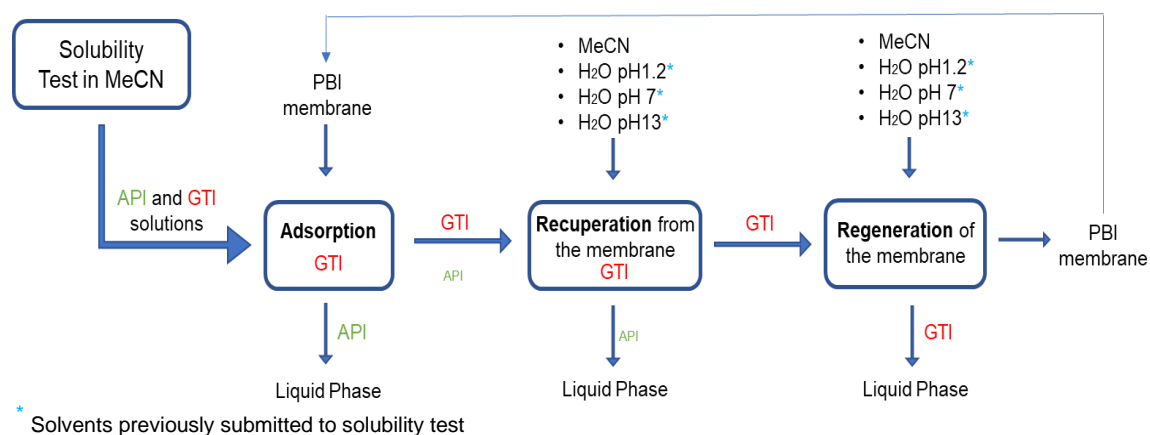 Solubility
Test in MeCN
PBI
membrane
• MeCN
• H2O pH1.2*
• H2O pH 7*
• H2O pH13*
• MeCN
• H2O pH1.2*
• H2O pH 7*
• H2O pH13*
API and GTI
solutions
Adsorption
GTI
GTI
API
Recuperation from
the membrane
GTI
GTI
Regeneration of
the membrane
PBI
membrane
API
API
GTI
Liquid Phase
Liquid Phase
Liquid Phase
* Solvents previously submitted to solubility test